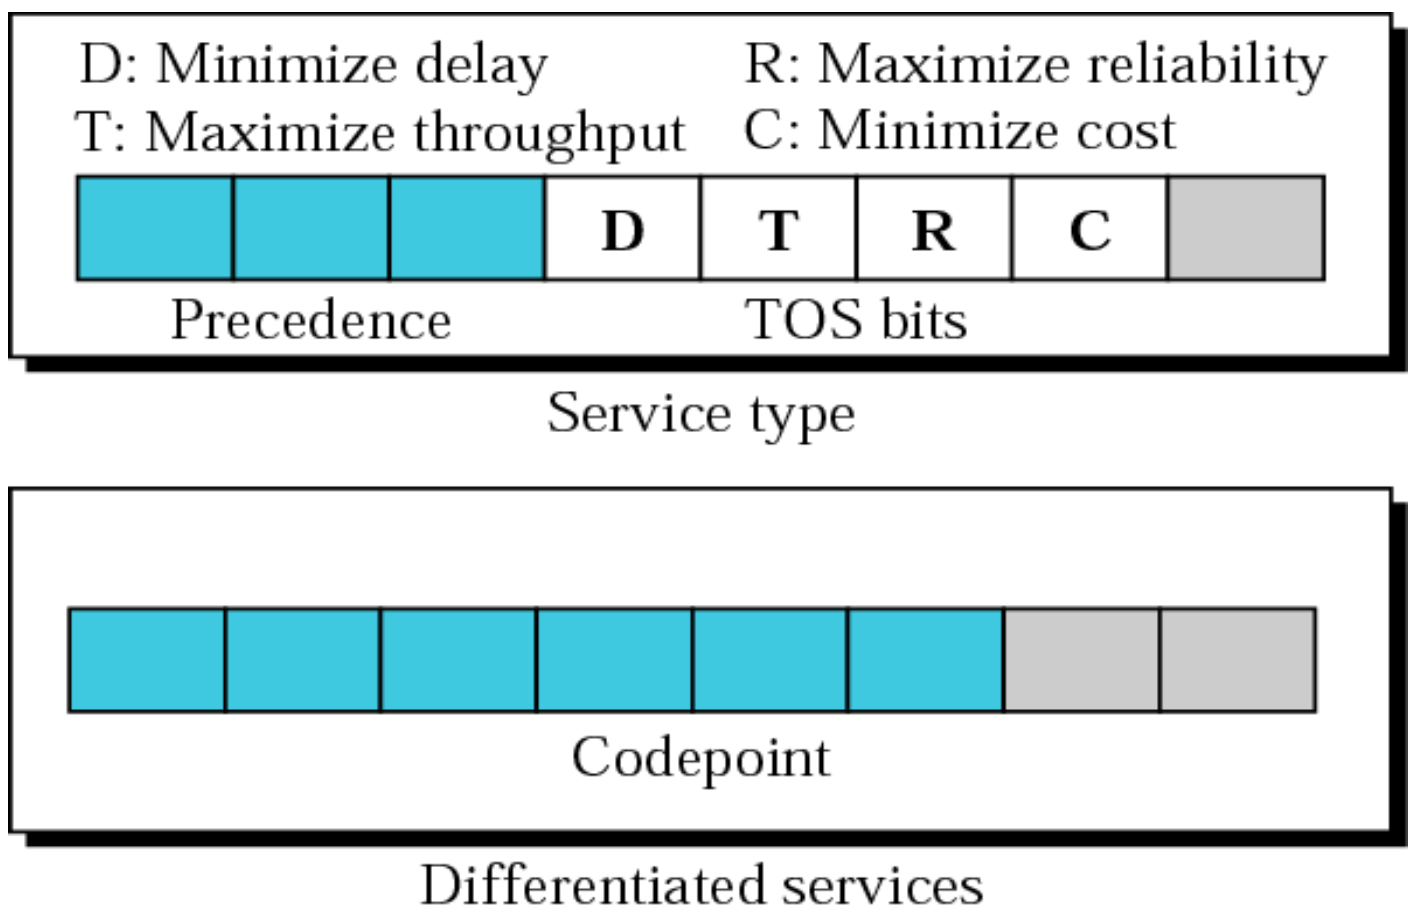 D: Minimize delay R: Maximize reliability
T: Maximize throughput C: Minimize cost
D T R C
Precedence TOS bits
Service type
Codepoint
Differentiated services